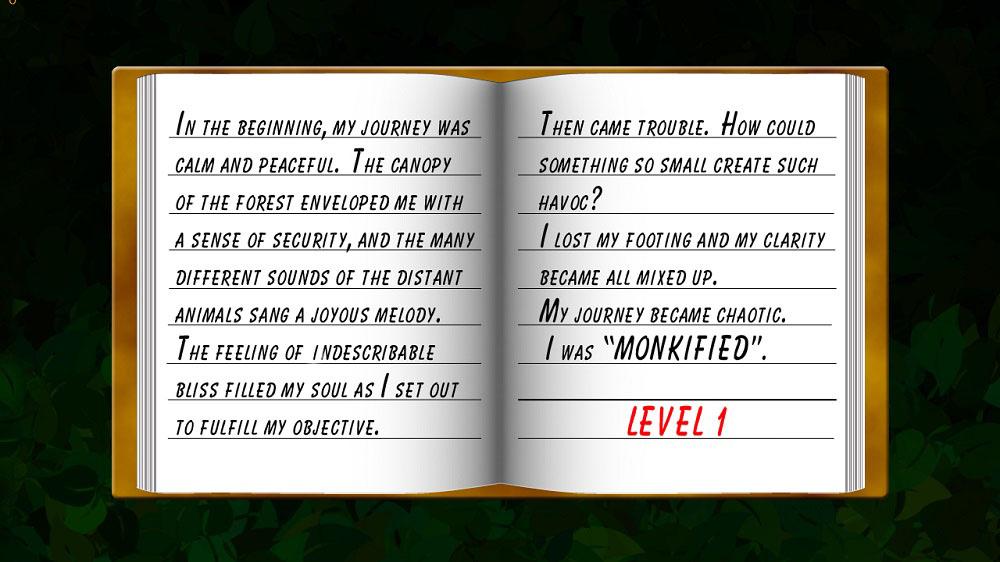 In the beginning, my journey was
calm and peaceful. The canopy
of the forest enveloped me with
a sense of security, and the many
different sounds of the distant
animals sang a joyous melody.
The feeling of indescribable
bliss filled my soul as I set out
to fulfill my objective.
Then came trouble. How could
something so small create such
havoc?
I lost my footing and my clarity
became all mixed up.
My journey became chaotic.
I was "MONKIFIED".
LEVEL 1